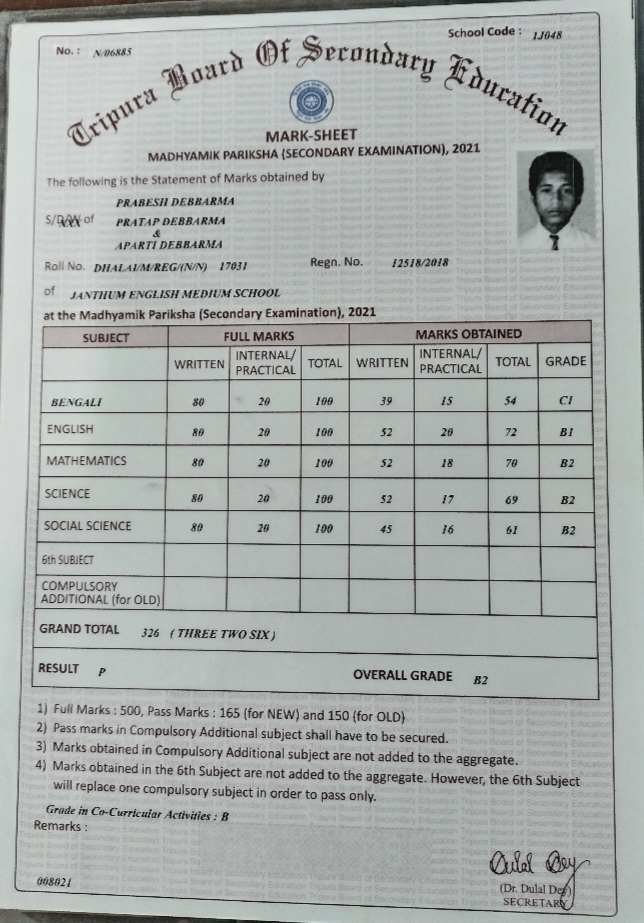 No. : N/06885 School Code : 1J048
Tripura Board Of Secondary Education
MARK-SHEET
MADHYAMIK PARIKSHA (SECONDARY EXAMINATION), 2021
The following is the Statement of Marks obtained by
PRABESH DEBBARMA
S/D/W of PRATAP DEBBARMA
&
APARTI DEBBARMA
Roll No. DHALAI/M/REG/(N/N) 17031 Regn. No. 12518/2018
of JANTHUM ENGLISH MEDIUM SCHOOL
at the Madhyamik Pariksha (Secondary Examination), 2021
SUBJECT FULL MARKS MARKS OBTAINED
WRITTEN INTERNAL/ PRACTICAL TOTAL WRITTEN INTERNAL/ PRACTICAL TOTAL GRADE
BENGALI 80 20 100 39 15 54 C1
ENGLISH 80 20 100 52 20 72 B1
MATHEMATICS 80 20 100 52 18 70 B2
SCIENCE 80 20 100 52 17 69 B2
SOCIAL SCIENCE 80 20 100 45 16 61 B2
6th SUBJECT
COMPULSORY
ADDITIONAL (for OLD)
GRAND TOTAL 326 ( THREE TWO SIX )
RESULT P OVERALL GRADE B2
1) Full Marks : 500, Pass Marks : 165 (for NEW) and 150 (for OLD)
2) Pass marks in Compulsory Additional subject shall have to be secured.
3) Marks obtained in Compulsory Additional subject are not added to the aggregate.
4) Marks obtained in the 6th Subject are not added to the aggregate. However, the 6th Subject
will replace one compulsory subject in order to pass only.
Grade in Co-Curricular Activities : B
Remarks :
Dulal Dey
(Dr. Dulal Dey)
008021 SECRETARY